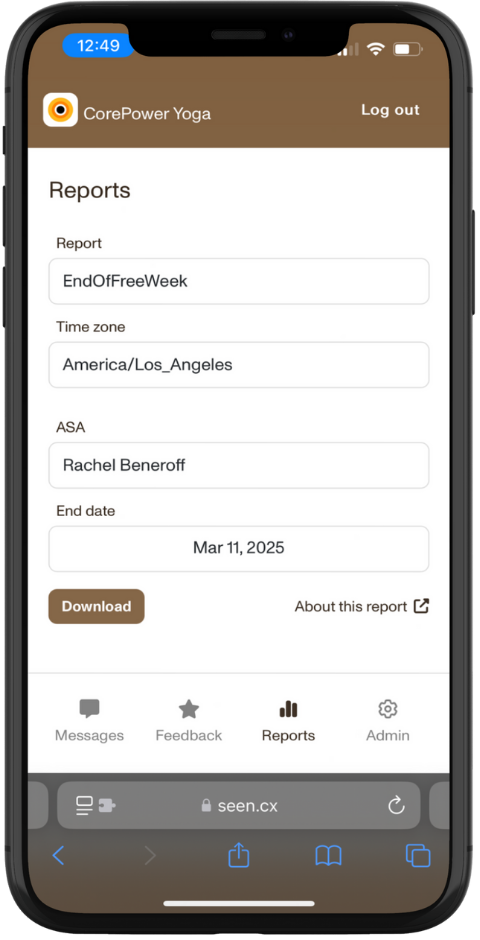 12:49
CorePower Yoga
Log out
Reports
Report
EndOfFreeWeek
Time zone
America/Los_Angeles
ASA
Rachel Beneroff
End date
Mar 11, 2025
Download
About this report
Messages
Feedback
Reports
Admin
seen.cx